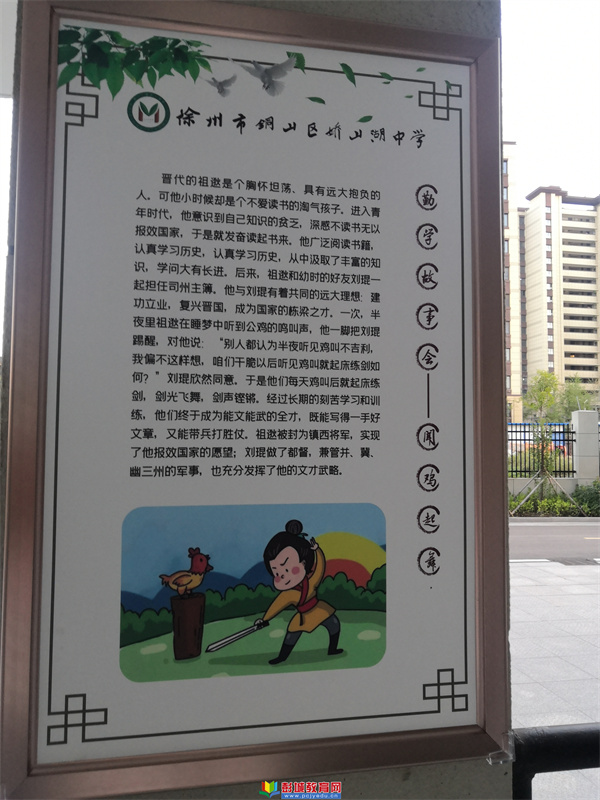 徐州市铜山区娇山湖中学
晋代的祖逖是个胸怀坦荡、具有远大抱负的
人。可他小时候却是个不爱读书的淘气孩子。进入青
年时代，他意识到自己知识的贫乏，深感不读书无以
报效国家，于是就发奋读起书来。他广泛阅读书籍，
认真学习历史，认真学习历史，从中汲取了丰富的知
识，学问大有长进。后来，祖逖和幼时的好友刘琨一
起担任司州主簿。他与刘琨有着共同的远大理想：建
功立业，复兴晋国，成为国家的栋梁之才。一次，半
夜里祖逖在睡梦中听到公鸡的鸣叫声，他一脚把刘琨
踢醒，对他说：“别人都认为半夜听见鸡叫不吉利，
我偏不这样想，咱们干脆以后听见鸡叫就起床练剑如
何？”刘琨欣然同意。于是他们每天鸡叫后就起床练
剑，剑光飞舞，剑声铿锵。经过长期的刻苦学习和训
练，他们终于成为能文能武的全才，既能写得一手好
文章，又能带兵打胜仗。祖逖被封为镇西将军，实现
了他报效国家的愿望；刘琨做了都督，兼管并、冀、
幽三州的军事，也充分发挥了他的文才武略。
勤学故事会——闻鸡起舞
彭城教育网
www.pcjyedu.cn